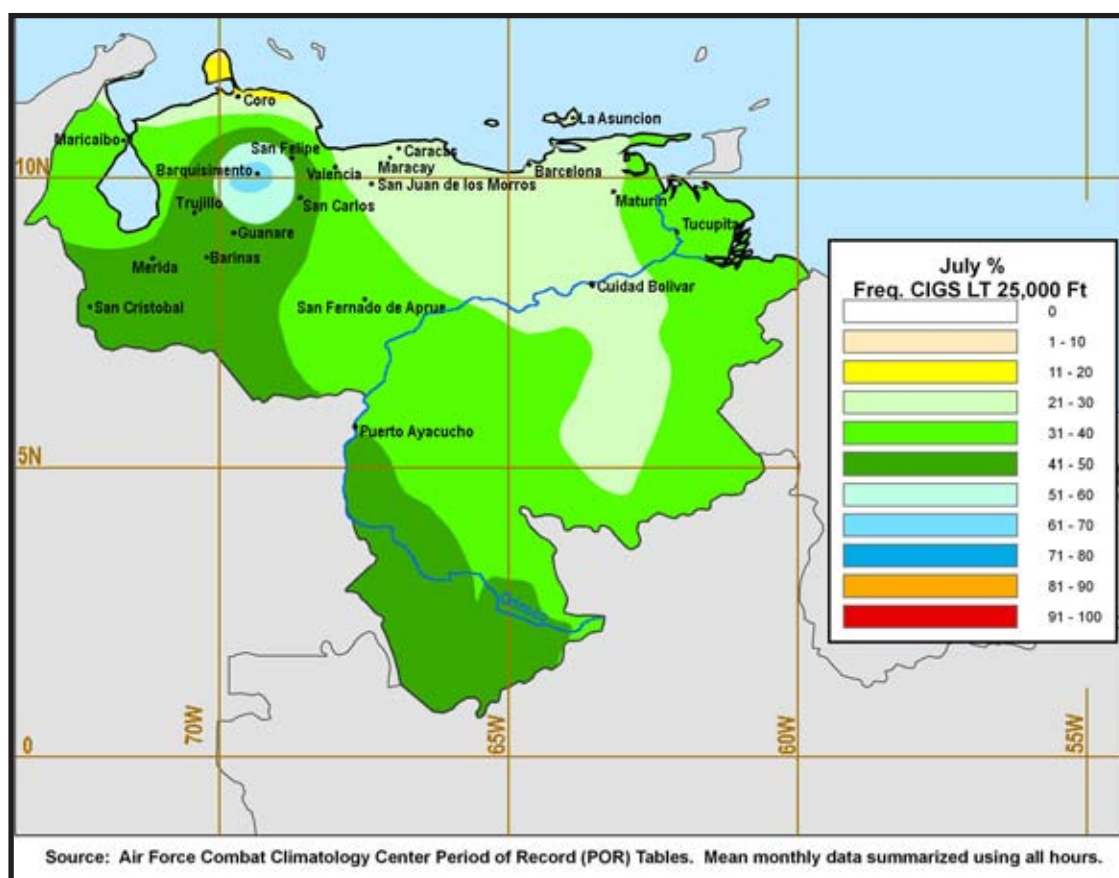 Coro
La Asuncion
Maricaibo
San Felipe
Caracas
10N
Barquisimento
Valencia
Maracay
Barcelona
San Juan de los Morros
Trujillo
San Carlos
Maturin
Guanare
Tucupita
Merida
Barinas
Cuidad Bolivar
San Cristobal
San Fernado de Aprue
Puerto Ayacucho
5N
Orinoco
70W
65W
60W
55W
0
July %
Freq. CIGS LT 25,000 Ft
0
1 - 10
11 - 20
21 - 30
31 - 40
41 - 50
51 - 60
61 - 70
71 - 80
81 - 90
91 - 100
Source: Air Force Combat Climatology Center Period of Record (POR) Tables. Mean monthly data summarized using all hours.